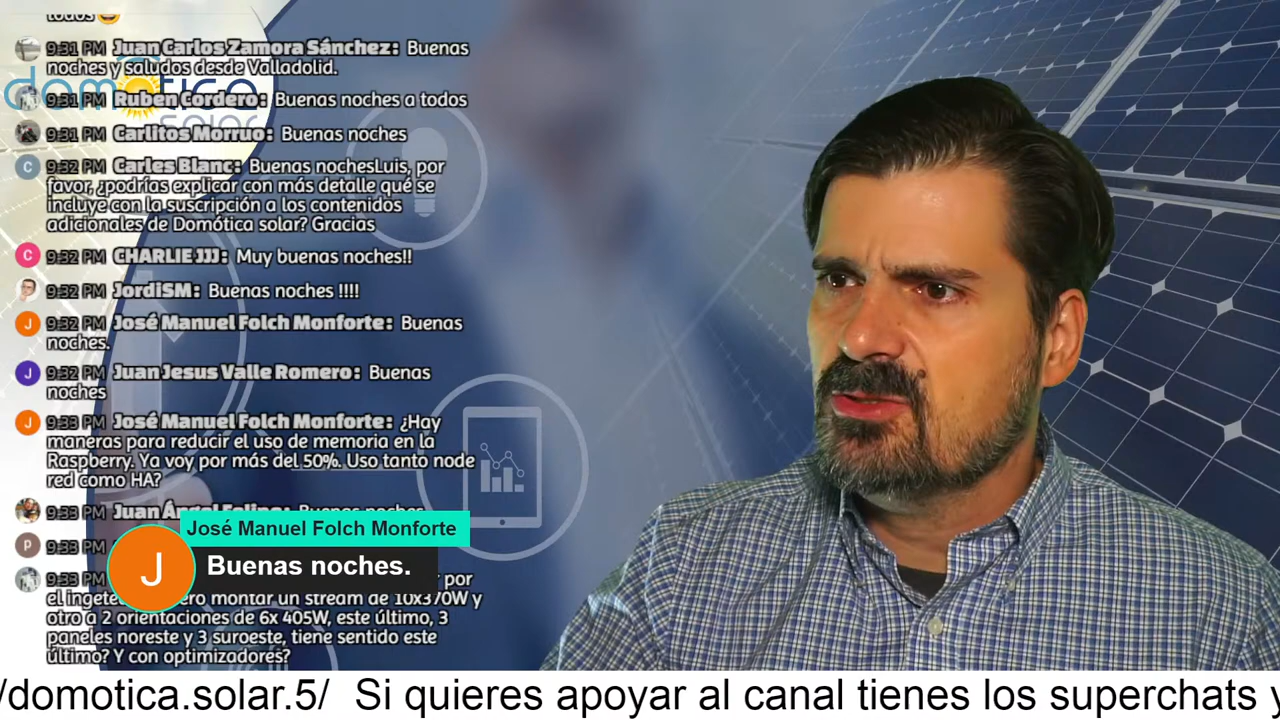 todos
9:31 PM Juan Carlos Zamora Sánchez: Buenas
noches y saludos desde Valladolid.
domótica
solar
9:31 PM Ruben Cordero: Buenas noches a todos
9:31 PM Carlitos Morruo: Buenas noches
C 9:32 PM Carles Blanc: Buenas nochesLuis, por
favor, ¿podrías explicar con más detalle qué se
incluye con la suscripción a los contenidos
adicionales de Domótica solar? Gracias
C 9:32 PM CHARLIE JJJ: Muy buenas noches!!
9:32 PM JordiSM: Buenas noches !!!!
J 9:32 PM José Manuel Folch Monforte: Buenas
noches.
J 9:32 PM Juan Jesus Valle Romero: Buenas
noches
J 9:33 PM José Manuel Folch Monforte: ¿Hay
maneras para reducir el uso de memoria en la
Raspberry. Ya voy por más del 50%. Uso tanto node
red como HA?
9:33 PM Juan Ángel
José Manuel Folch Monforte
P 9:33 PM
J Buenas noches.
9:33 PM por
el
montar un stream de 10x370W y
otro a 2 orientaciones de 6x 405W, este último, 3
paneles noreste y 3 suroeste, tiene sentido este
último? Y con optimizadores?
/domotica.solar.5/ Si quieres apoyar al canal tienes los superchats y